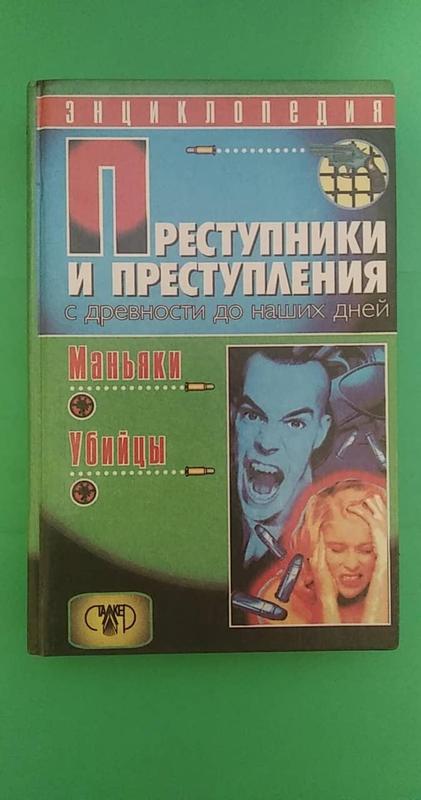 ЭНЦИКЛОПЕДИЯ
ПРЕСТУПНИКИ
И ПРЕСТУПЛЕНИЯ
с древности до наших дней
Маньяки
Убийцы
СТАЛКЕР